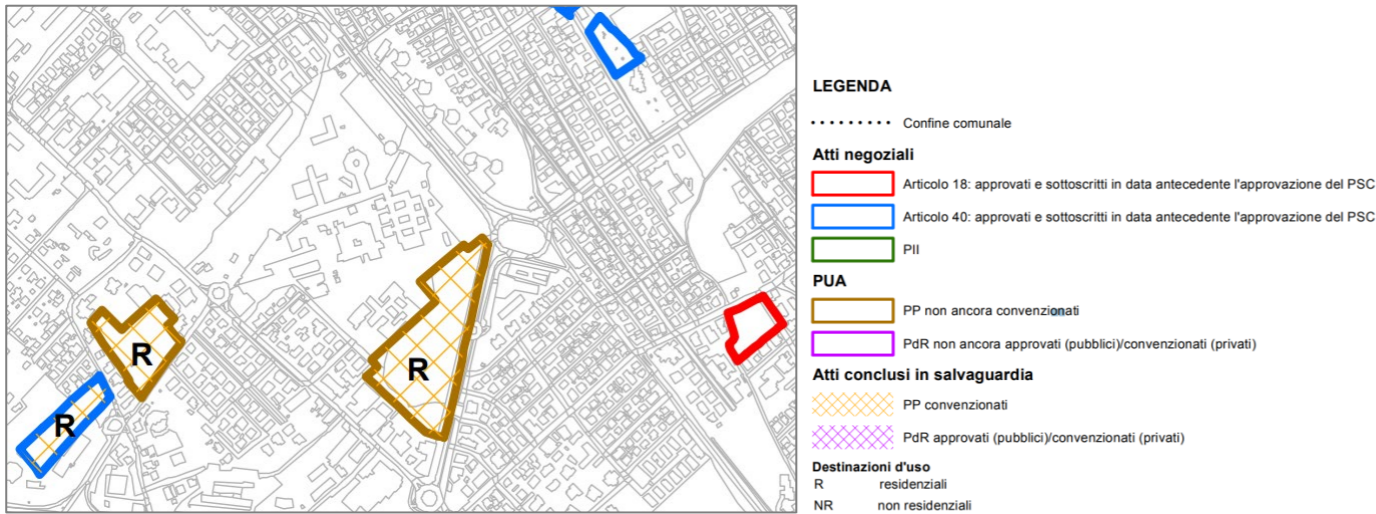 R
R
R
LEGENDA
Confine comunale
Atti negoziali
Articolo 18: approvati e sottoscritti in data antecedente l'approvazione del PSC
Articolo 40: approvati e sottoscritti in data antecedente l'approvazione del PSC
PII
PUA
PP non ancora convenzionati
PdR non ancora approvati (pubblici)/convenzionati (privati)
Atti conclusi in salvaguardia
PP convenzionati
PdR approvati (pubblici)/convenzionati (privati)
Destinazioni d'uso
R residenziali
NR non residenziali